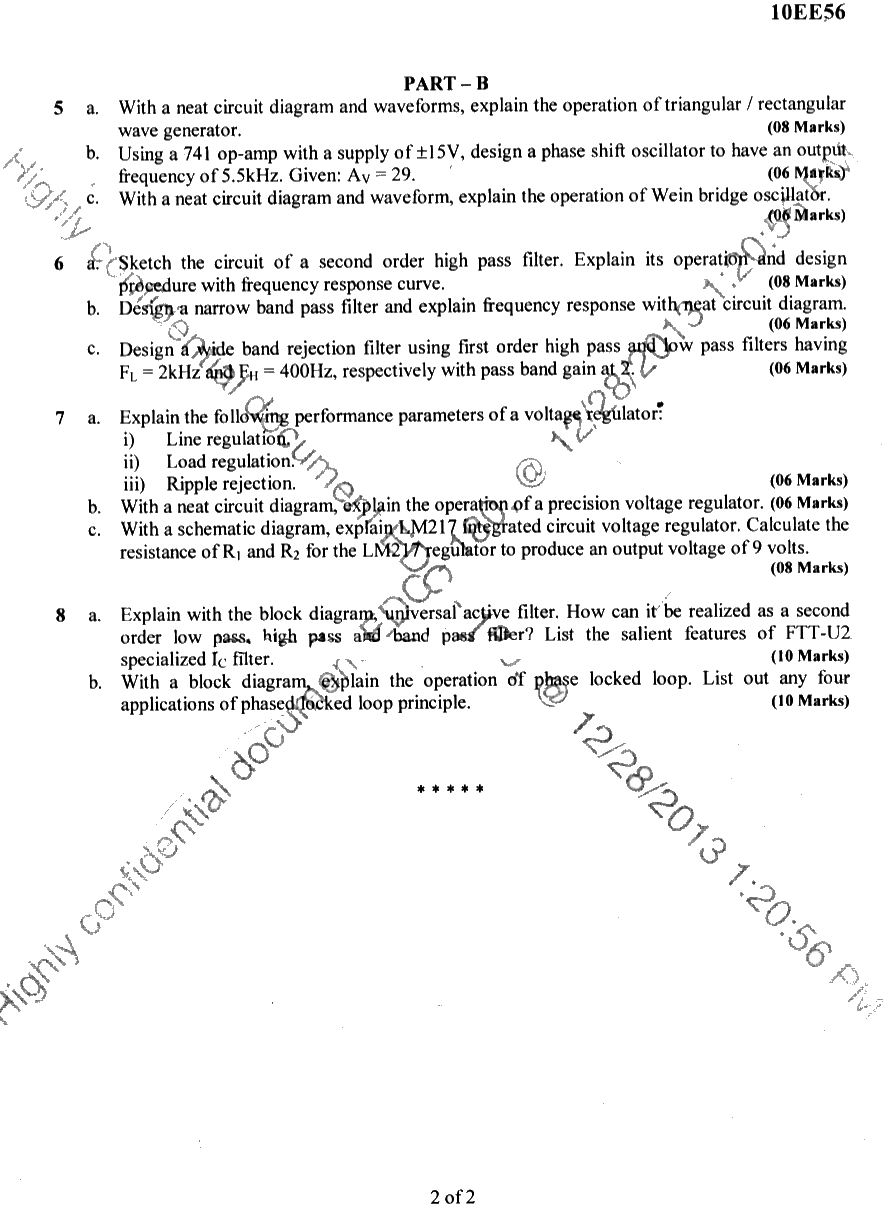 10EE56
PART – B
5 a. With a neat circuit diagram and waveforms, explain the operation of triangular / rectangular
wave generator. (08 Marks)
b. Using a 741 op-amp with a supply of ±15V, design a phase shift oscillator to have an output
frequency of 5.5kHz. Given: AV = 29. (06 Marks)
c. With a neat circuit diagram and waveform, explain the operation of Wein bridge oscillator.
(06 Marks)
6 a. Sketch the circuit of a second order high pass filter. Explain its operation and design
procedure with frequency response curve. (08 Marks)
b. Design a narrow band pass filter and explain frequency response with neat circuit diagram.
(06 Marks)
c. Design a wide band rejection filter using first order high pass and low pass filters having
FL = 2kHz and FH = 400Hz, respectively with pass band gain at 2. (06 Marks)
7 a. Explain the following performance parameters of a voltage regulator:
i) Line regulation.
ii) Load regulation.
iii) Ripple rejection. (06 Marks)
b. With a neat circuit diagram, explain the operation of a precision voltage regulator. (06 Marks)
c. With a schematic diagram, explain LM217 integrated circuit voltage regulator. Calculate the
resistance of R1 and R2 for the LM217 regulator to produce an output voltage of 9 volts.
(08 Marks)
8 a. Explain with the block diagram, universal active filter. How can it be realized as a second
order low pass, high pass and band pass filter? List the salient features of FTT-U2
specialized IC filter. (10 Marks)
b. With a block diagram, explain the operation of phase locked loop. List out any four
applications of phased locked loop principle. (10 Marks)
* * * * *
Highly confidential document @ 12/28/2013 1:20:56 PM
Highly confidential document @ 12/28/2013 1:20:56 PM
2 of 2